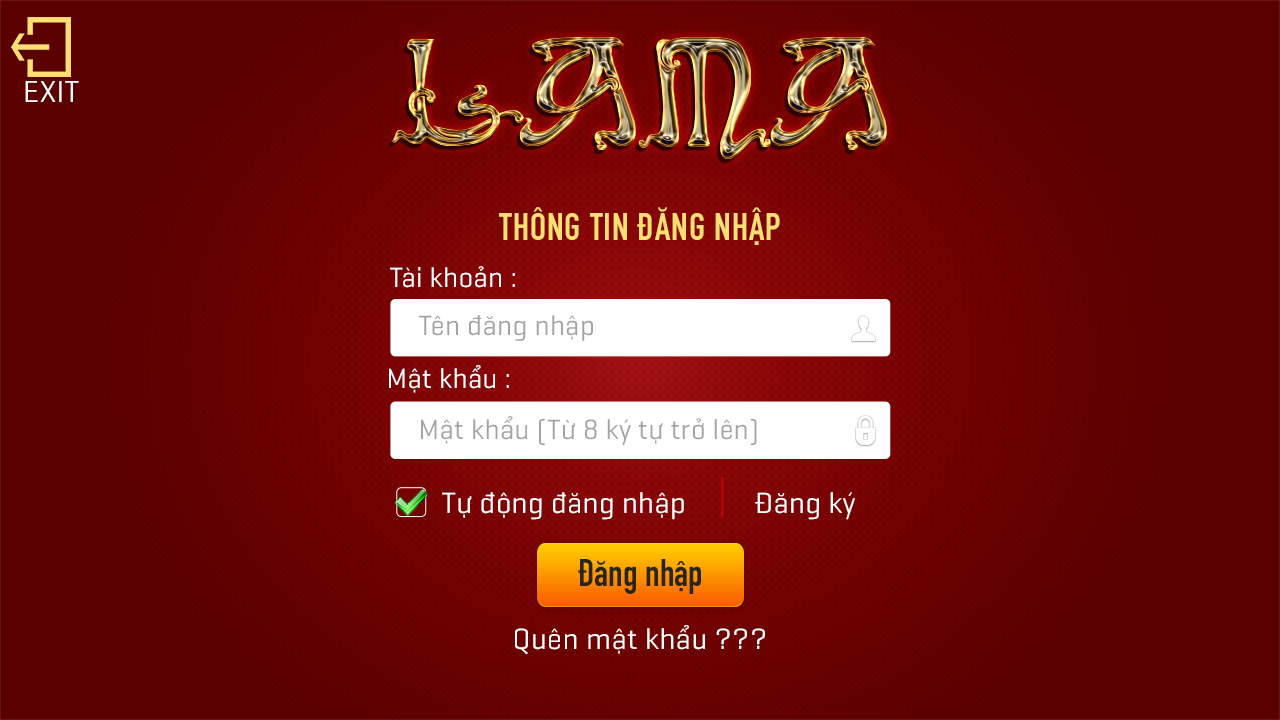 EXIT
LAMA
THÔNG TIN ĐĂNG NHẬP
Tài khoản :
Tên đăng nhập
Mật khẩu :
Mật khẩu (Từ 8 ký tự trở lên)
Tự động đăng nhập Đăng ký
Đăng nhập
Quên mật khẩu ???